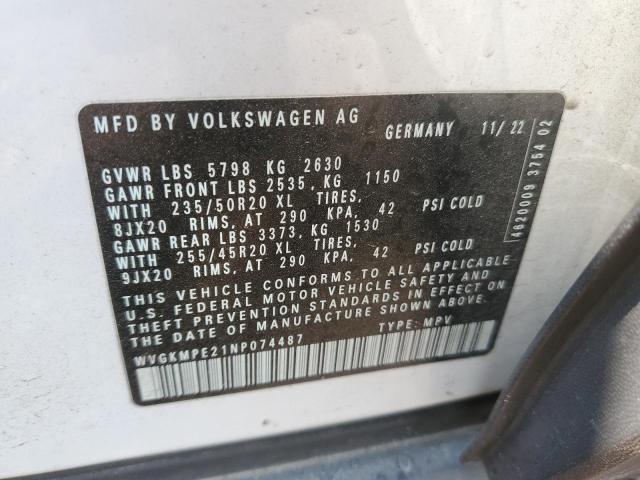 MFD BY VOLKSWAGEN AG GERMANY 11/22
GVWR LBS 5798 KG 2630
GAWR FRONT LBS 2535, KG 1150
WITH 235/50R20 XL TIRES,
8JX20 RIMS, AT 290 KPA, 42 PSI COLD
GAWR REAR LBS 3373, KG 1530
WITH 255/45R20 XL TIRES,
9JX20 RIMS, AT 290 KPA, 42 PSI COLD
THIS VEHICLE CONFORMS TO ALL APPLICABLE
U.S. FEDERAL MOTOR VEHICLE SAFETY AND
THEFT PREVENTION STANDARDS IN EFFECT ON
THE DATE OF MANUFACTURE SHOWN ABOVE.
WVGKMPE21NP074487 TYPE: MPV
4620009 3754 02